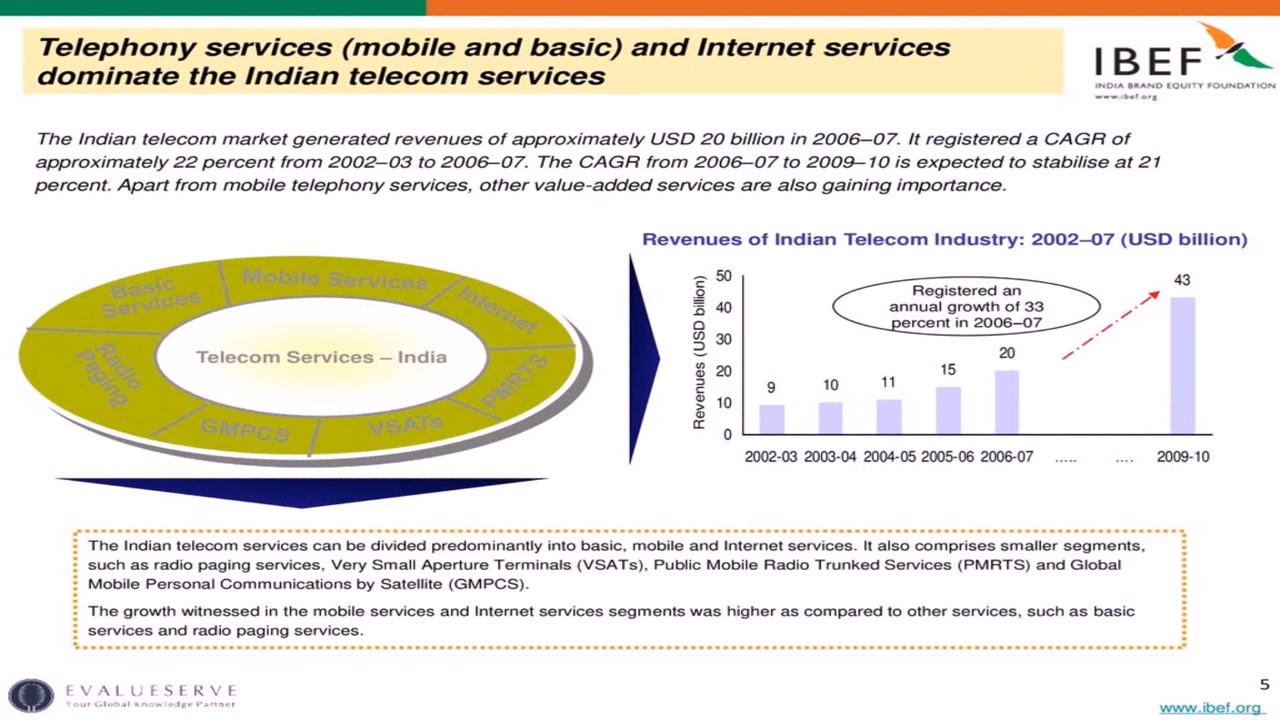 Telephony services (mobile and basic) and Internet services
dominate the Indian telecom services
IBEF
INDIA BRAND EQUITY FOUNDATION
www.ibef.org
The Indian telecom market generated revenues of approximately USD 20 billion in 2006–07. It registered a CAGR of
approximately 22 percent from 2002–03 to 2006–07. The CAGR from 2006–07 to 2009–10 is expected to stabilise at 21
percent. Apart from mobile telephony services, other value-added services are also gaining importance.
Basic
Services
Mobile Services
Internet
PMRTS
VSATs
GMPCS
Radio
Paging
Telecom Services – India
Revenues of Indian Telecom Industry: 2002–07 (USD billion)
Revenues (USD billion)
50
40
30
20
10
0
Registered an
annual growth of 33
percent in 2006–07
9
10
11
15
20
43
2002-03 2003-04 2004-05 2005-06 2006-07 ..... .... 2009-10
The Indian telecom services can be divided predominantly into basic, mobile and Internet services. It also comprises smaller segments,
such as radio paging services, Very Small Aperture Terminals (VSATs), Public Mobile Radio Trunked Services (PMRTS) and Global
Mobile Personal Communications by Satellite (GMPCS).
The growth witnessed in the mobile services and Internet services segments was higher as compared to other services, such as basic
services and radio paging services.
EVALUESERVE
Your Global Knowledge Partner
5
www.ibef.org